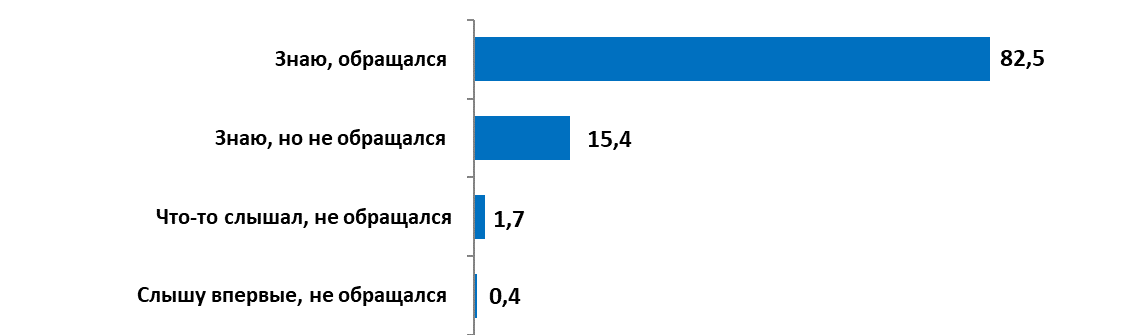 Знаю, обращался 82,5
Знаю, но не обращался 15,4
Что-то слышал, не обращался 1,7
Слышу впервые, не обращался 0,4